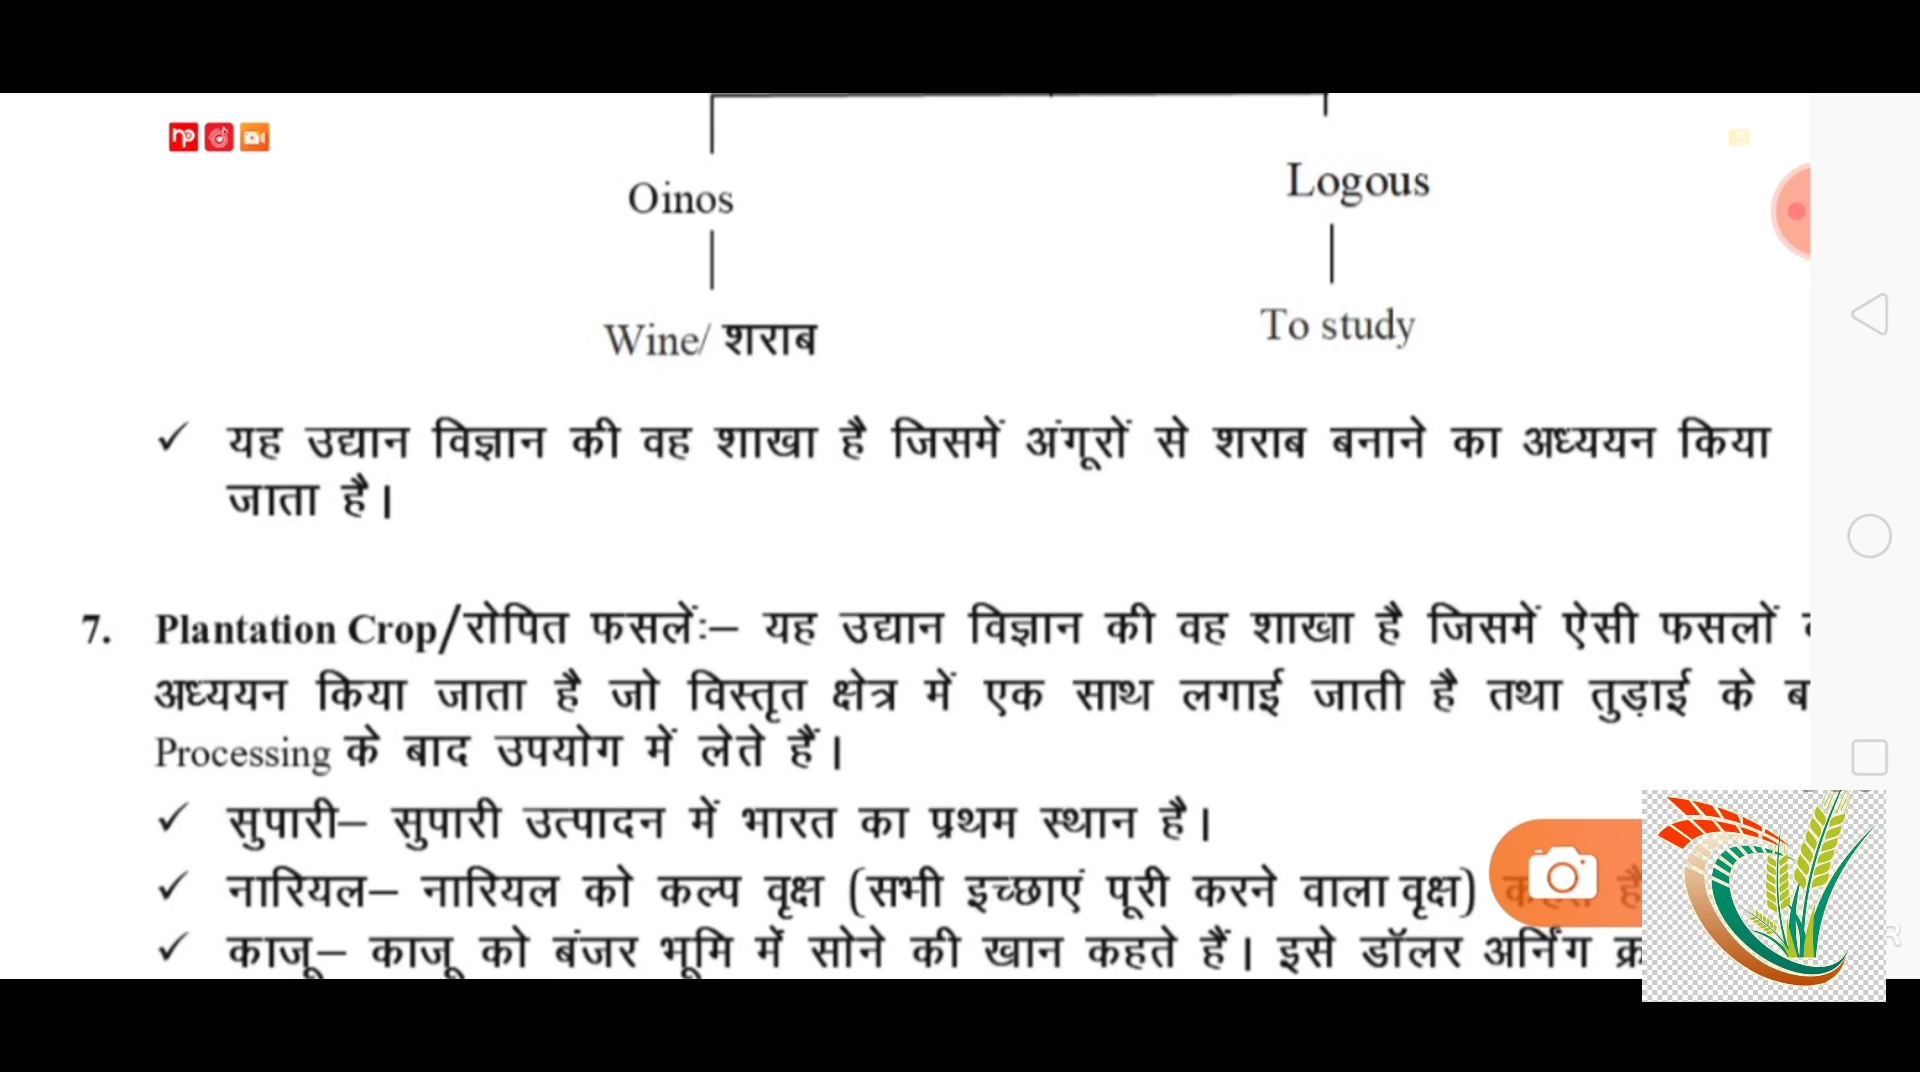 Oinos
Logous
Wine/ शराब
To study
✓ यह उद्यान विज्ञान की वह शाखा है जिसमें अंगूरों से शराब बनाने का अध्ययन किया
जाता है।
7. Plantation Crop/रोपित फसलें:– यह उद्यान विज्ञान की वह शाखा है जिसमें ऐसी फसलों
अध्ययन किया जाता है जो विस्तृत क्षेत्र में एक साथ लगाई जाती है तथा तुड़ाई के
Processing के बाद उपयोग में लेते हैं।
✓ सुपारी– सुपारी उत्पादन में भारत का प्रथम स्थान है।
✓ नारियल– नारियल को कल्प वृक्ष (सभी इच्छाएं पूरी करने वाला वृक्ष)
✓ काजू– काजू को बंजर भूमि में सोने की खान कहते हैं। इसे डॉलर अर्निंग